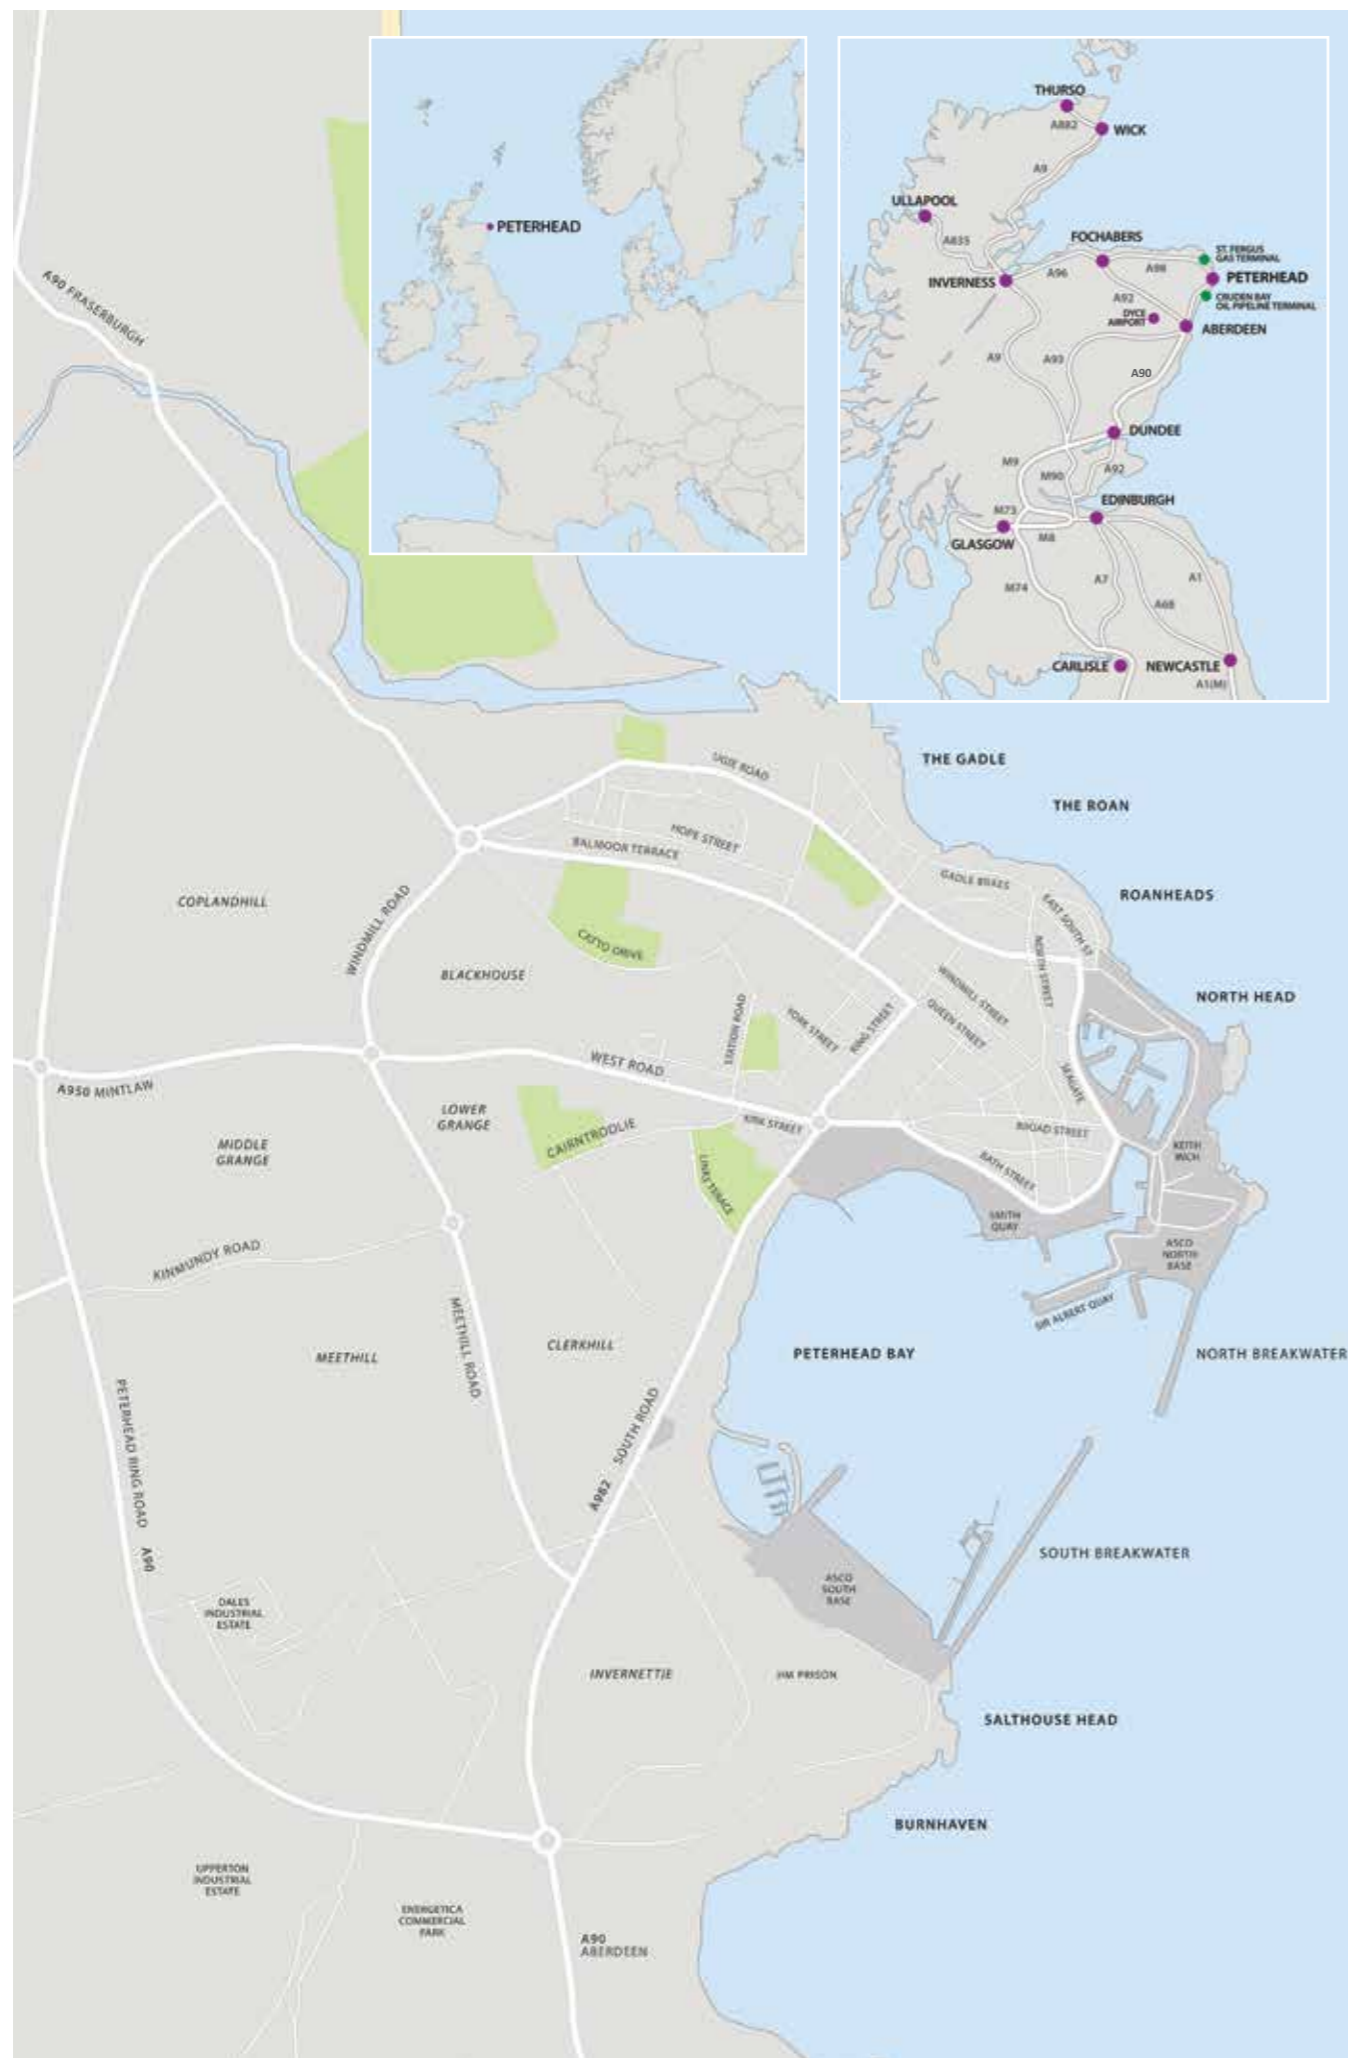 PETERHEAD
THURSO
A882
WICK
A9
ULLAPOOL
A835
FOCHABERS
ST. FERGUS
GAS TERMINAL
INVERNESS
A96
A98
PETERHEAD
CRUDEN BAY
OIL PIPELINE TERMINAL
A92
DYCE
AIRPORT
ABERDEEN
A9
A93
A90
DUNDEE
M9
M90
A92
EDINBURGH
M73
GLASGOW
M8
M74
A7
A68
A1
CARLISLE
NEWCASTLE
A1(M)
A90 FRASERBURGH
THE GADLE
UGIE ROAD
THE ROAN
HOPE STREET
BALMOOR TERRACE
GADLE BRAES
ROANHEADS
COPLANDHILL
WINDMILL ROAD
EAST SOUTH ST
CATTO DRIVE
BLACKHOUSE
NORTH STREET
WINDMILL STREET
NORTH HEAD
STATION ROAD
YORK STREET
KING STREET
QUEEN STREET
WEST ROAD
SEAGATE
A950 MINTLAW
LOWER
GRANGE
KIRK STREET
BROAD STREET
CAIRNTRODLIE
MIDDLE
GRANGE
KEITH
INCH
LINKS TERACE
BATH STREET
SMITH
QUAY
KINMUNDY ROAD
ASCO
NORTH
BASE
SIR ALBERT QUAY
MEETHILL ROAD
CLERKHILL
MEETHILL
PETERHEAD BAY
NORTH BREAKWATER
PETERHEAD RING ROAD A90
A982 SOUTH ROAD
SOUTH BREAKWATER
ASCO
SOUTH
BASE
DALES
INDUSTRIAL
ESTATE
INVERNETTIE
HM PRISON
SALTHOUSE HEAD
BURNHAVEN
UPPERTON
INDUSTRIAL
ESTATE
ENERGETICA
COMMERCIAL
PARK
A90
ABERDEEN